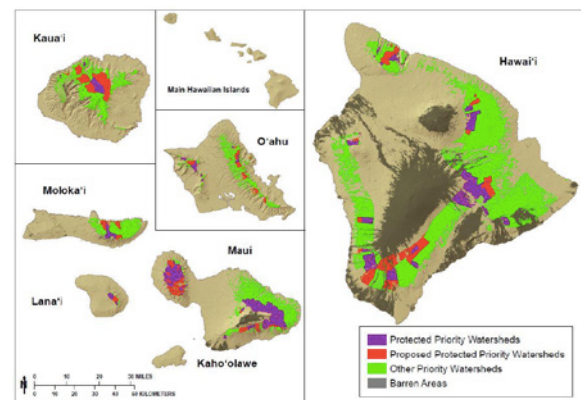 Kaua'i
Main Hawaiian Islands
Hawai'i
O'ahu
Moloka'i
Maui
Lana'i
Kaho'olawe
Protected Priority Watersheds
Proposed Protected Priority Watersheds
Other Priority Watersheds
Barren Areas
0 10 20 30 MILES
N
0 10 20 30 40 50 KILOMETERS